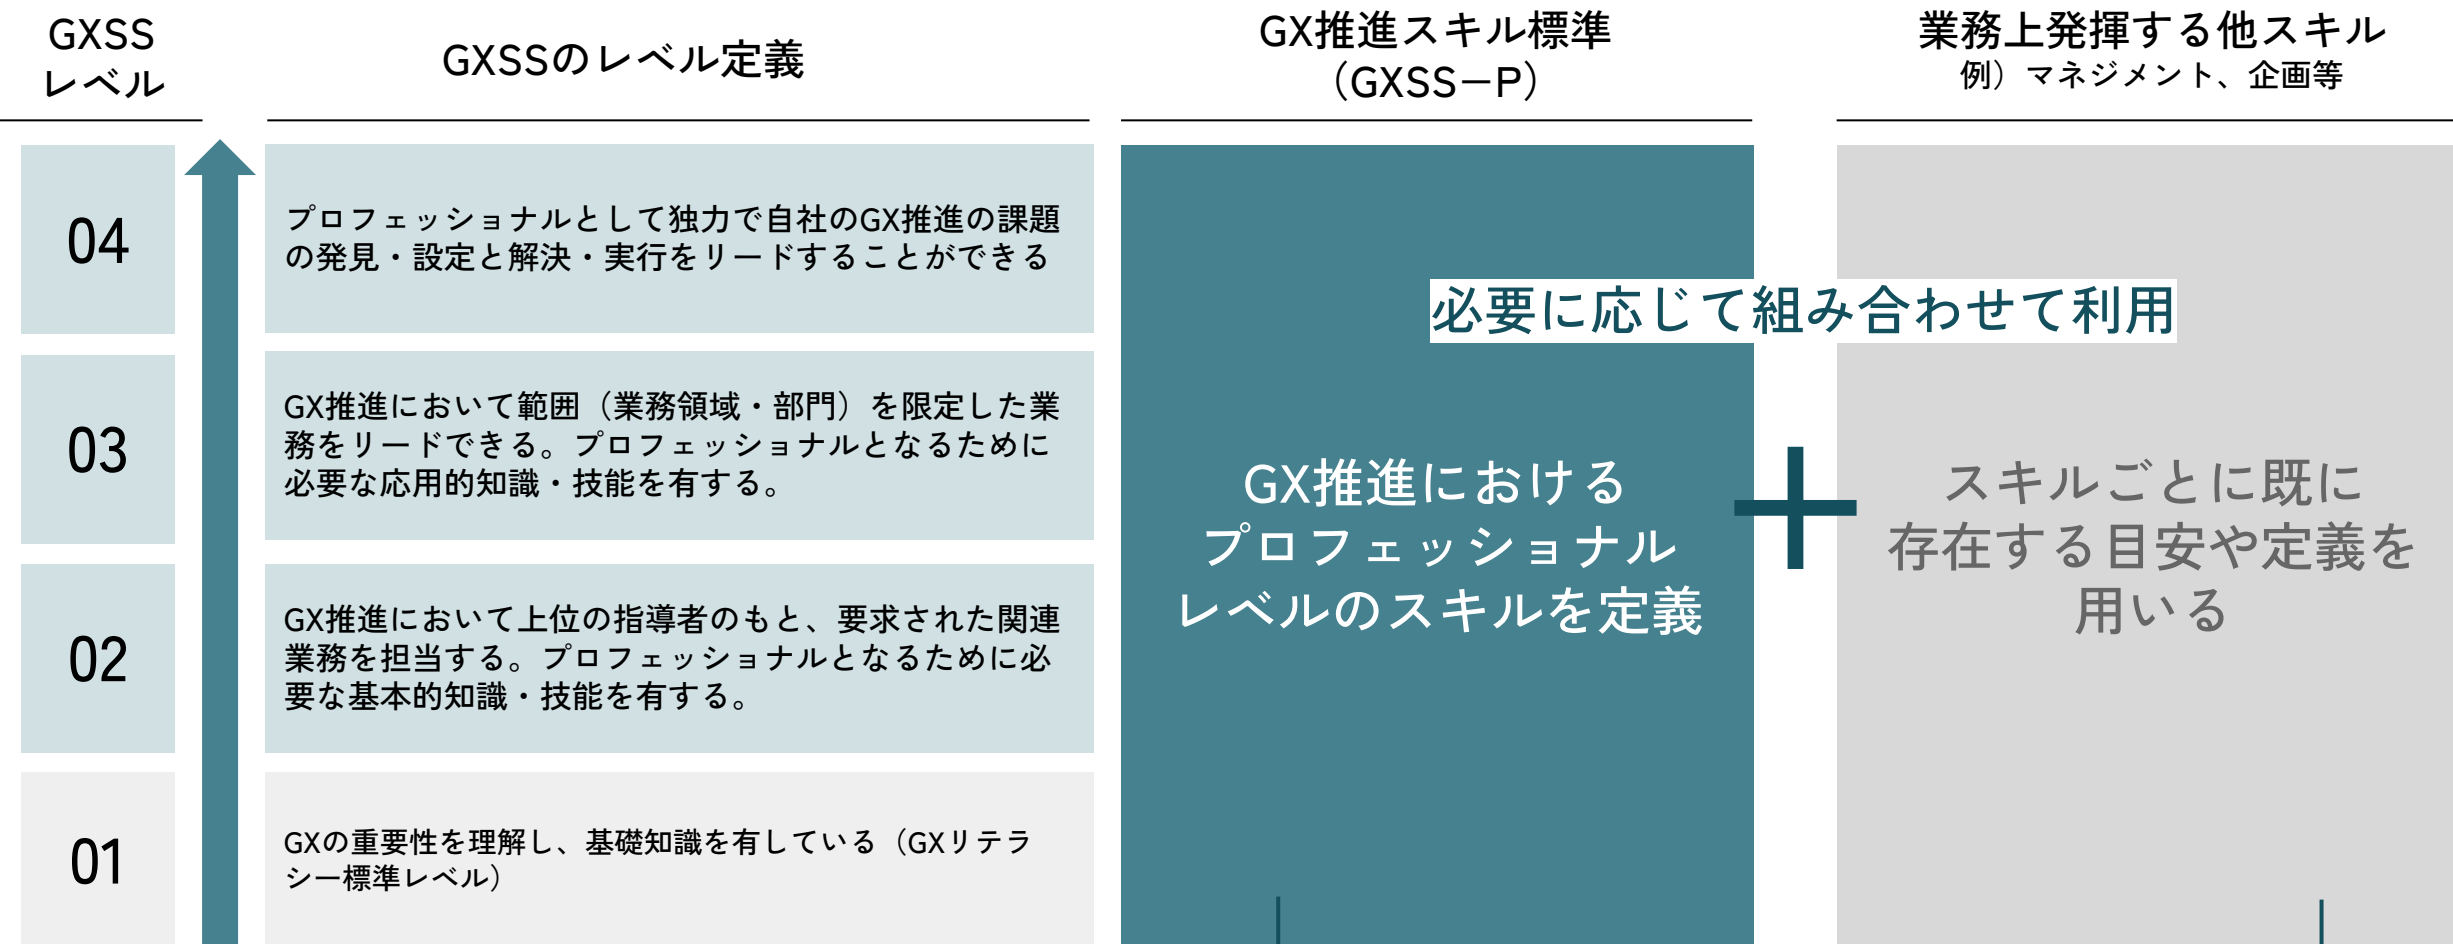 GXSS
レベル
GXSSのレベル定義
GX推進スキル標準
（GXSS－P）
業務上発揮する他スキル
例）マネジメント、企画等
04
プロフェッショナルとして独力で自社のGX推進の課題
の発見・設定と解決・実行をリードすることができる
03
GX推進において範囲（業務領域・部門）を限定した業
務をリードできる。プロフェッショナルとなるために
必要な応用的知識・技能を有する。
02
GX推進において上位の指導者のもと、要求された関連
業務を担当する。プロフェッショナルとなるために必
要な基本的知識・技能を有する。
01
GXの重要性を理解し、基礎知識を有している（GXリテラ
シー標準レベル）
必要に応じて組み合わせて利用
GX推進における
プロフェッショナル
レベルのスキルを定義
＋
スキルごとに既に
存在する目安や定義を
用いる